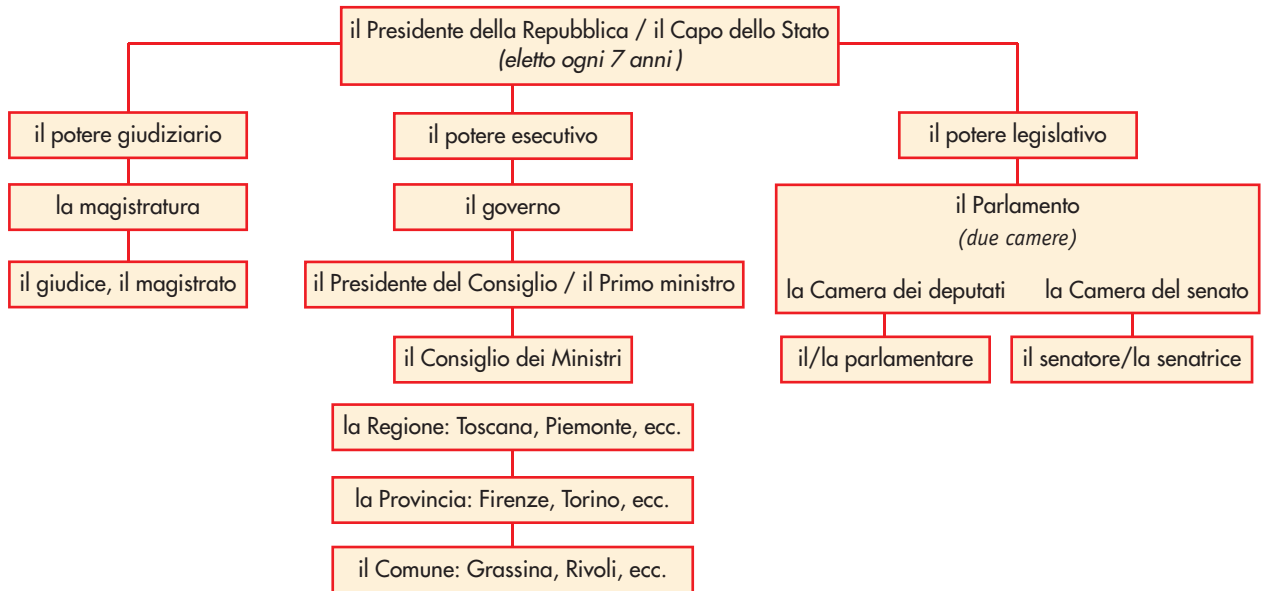 il Presidente della Repubblica / il Capo dello Stato
(eletto ogni 7 anni)
il potere giudiziario
il potere esecutivo
il potere legislativo
la magistratura
il governo
il Parlamento
(due camere)
il giudice, il magistrato
il Presidente del Consiglio / il Primo ministro
la Camera dei deputati
la Camera del senato
il Consiglio dei Ministri
il/la parlamentare
il senatore/la senatrice
la Regione: Toscana, Piemonte, ecc.
la Provincia: Firenze, Torino, ecc.
il Comune: Grassina, Rivoli, ecc.